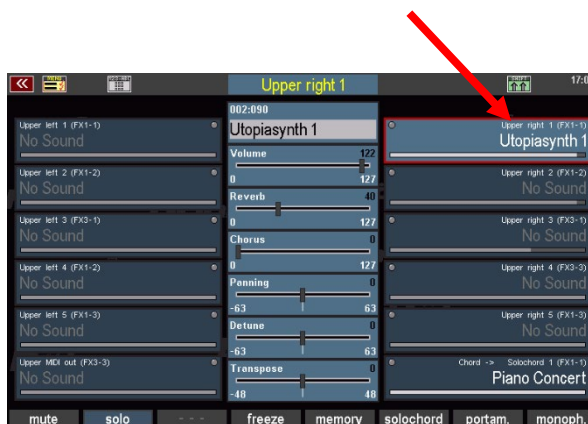 MENU
Upper right 1
SHIFT
17:0
Upper left 1 (FX1-1)
No Sound
Upper left 2 (FX1-2)
No Sound
Upper left 3 (FX3-1)
No Sound
Upper left 4 (FX1-2)
No Sound
Upper left 5 (FX1-3)
No Sound
Upper MIDI out (FX3-3)
No Sound
002:090
Utopiasynth 1
Volume 122
0 127
Reverb 40
0 127
Chorus 0
0 127
Panning 0
-63 63
Detune 0
-63 63
Transpose 0
-48 48
Upper right 1 (FX1-1)
Utopiasynth 1
Upper right 2 (FX1-2)
No Sound
Upper right 3 (FX3-1)
No Sound
Upper right 4 (FX3-3)
No Sound
Upper right 5 (FX1-3)
No Sound
Chord -> Solochord 1 (FX1-1)
Piano Concert
mute solo - - - freeze memory solochord portam. monoph.